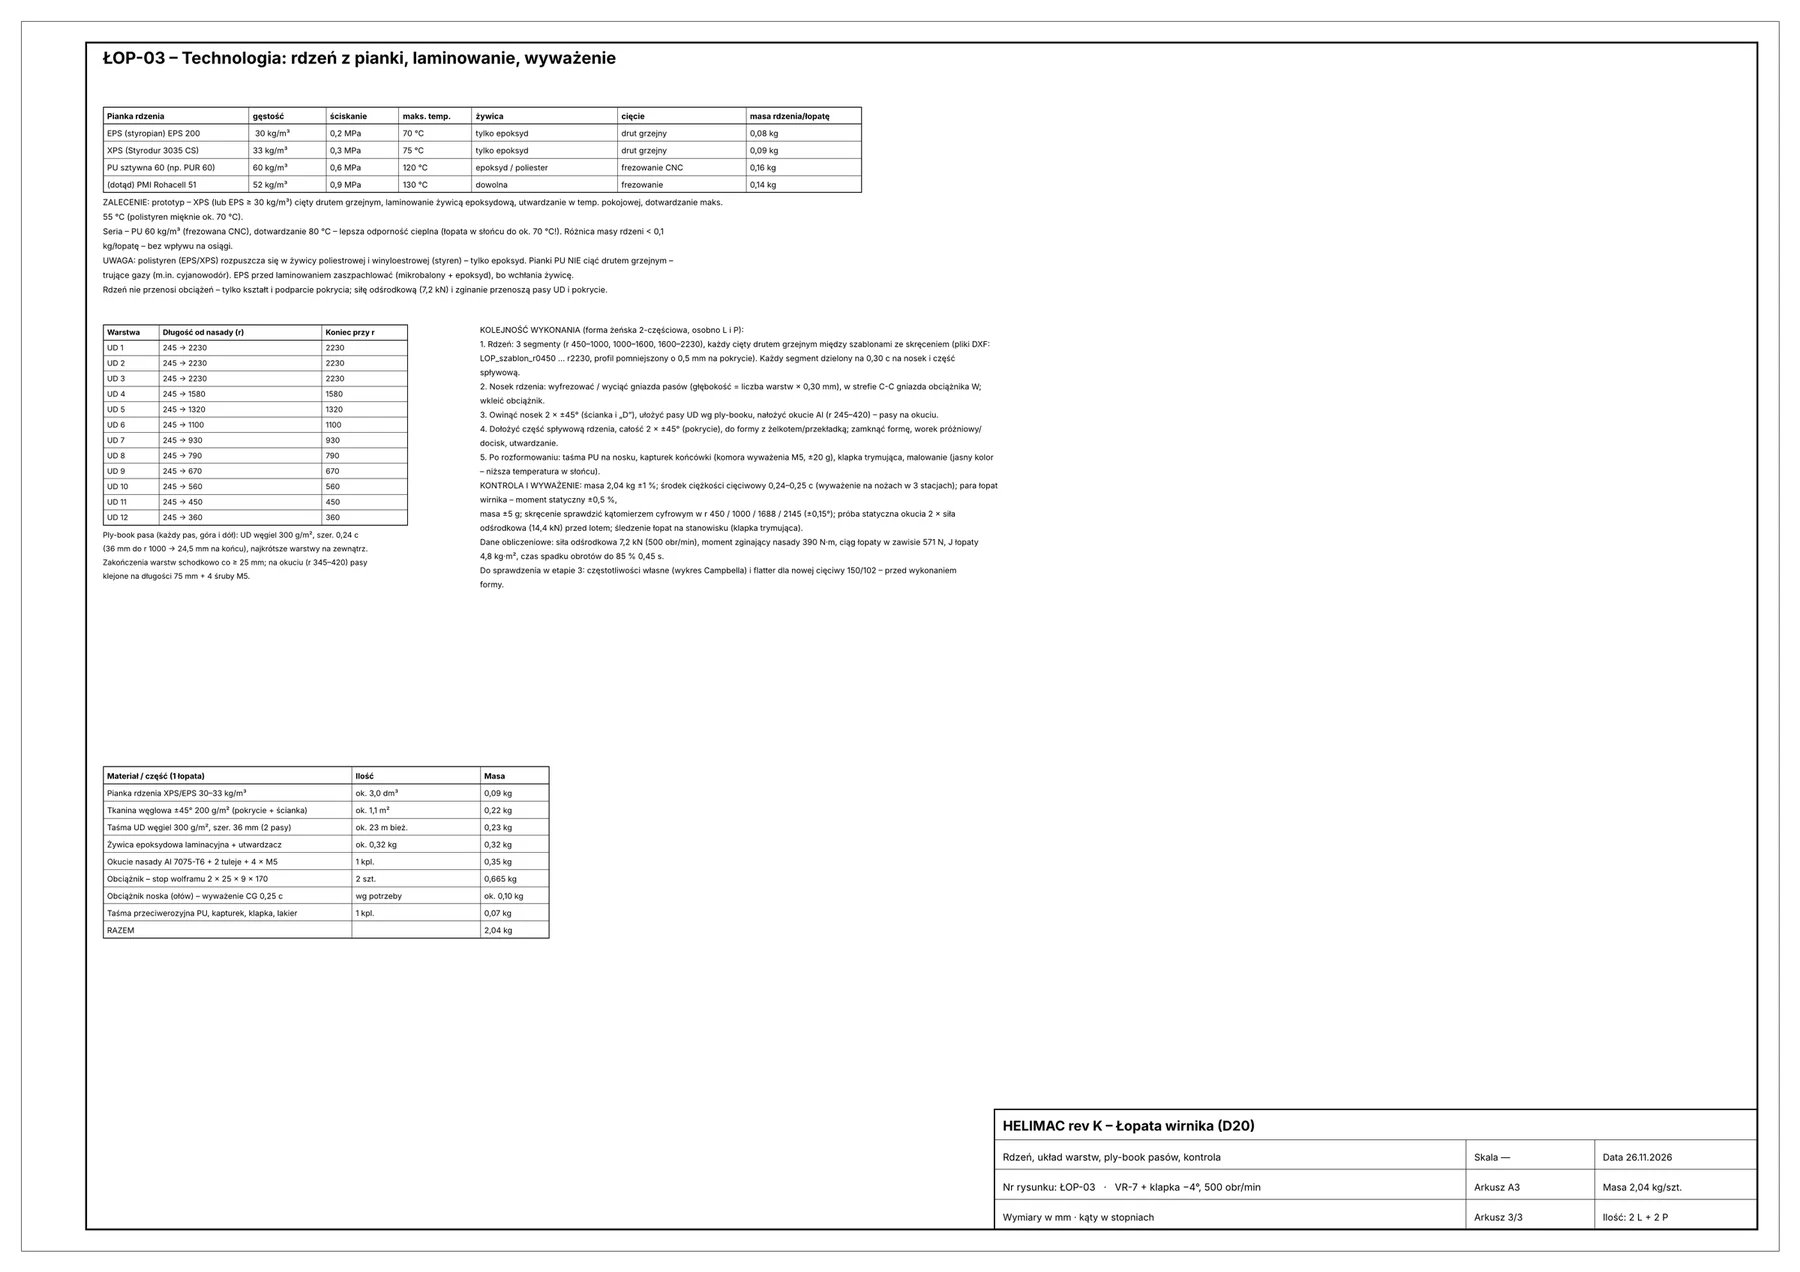 ŁOP-03 – Technologia: rdzeń z pianki, laminowanie, wyważenie
Pianka rdzenia gęstość ściskanie maks. temp. żywica cięcie masa rdzenia/łopatę
EPS (styropian) EPS 200 30 kg/m³ 0,2 MPa 70 °C tylko epoksyd drut grzejny 0,08 kg
XPS (Styrodur 3035 CS) 33 kg/m³ 0,3 MPa 75 °C tylko epoksyd drut grzejny 0,09 kg
PU sztywna 60 (np. PUR 60) 60 kg/m³ 0,6 MPa 120 °C epoksyd / poliester frezowanie CNC 0,16 kg
(dotąd) PMI Rohacell 51 52 kg/m³ 0,9 MPa 130 °C dowolna frezowanie 0,14 kg
ZALECENIE: prototyp – XPS (lub EPS ≥ 30 kg/m³) cięty drutem grzejnym, laminowanie żywicą epoksydową, utwardzanie w temp. pokojowej, dotwardzanie maks.
55 °C (polistyren mięknie ok. 70 °C).
Seria – PU 60 kg/m³ (frezowana CNC), dotwardzanie 80 °C – lepsza odporność cieplna (łopata w słońcu do ok. 70 °C!). Różnica masy rdzeni < 0,1
kg/łopatę – bez wpływu na osiągi.
UWAGA: polistyren (EPS/XPS) rozpuszcza się w żywicy poliestrowej i winyloestrowej (styren) – tylko epoksyd. Pianki PU NIE ciąć drutem grzejnym –
trujące gazy (m.in. cyjanowodór). EPS przed laminowaniem zaszpachlować (mikrobalony + epoksyd), bo wchłania żywicę.
Rdzeń nie przenosi obciążeń – tylko kształt i podparcie pokrycia; siłę odśrodkową (7,2 kN) i zginanie przenoszą pasy UD i pokrycie.
Warstwa Długość od nasady (r) Koniec przy r
UD 1 245 → 2230 2230
UD 2 245 → 2230 2230
UD 3 245 → 2230 2230
UD 4 245 → 1580 1580
UD 5 245 → 1320 1320
UD 6 245 → 1100 1100
UD 7 245 → 930 930
UD 8 245 → 790 790
UD 9 245 → 670 670
UD 10 245 → 560 560
UD 11 245 → 450 450
UD 12 245 → 360 360
Ply-book pasa (każdy pas, góra i dół): UD węgiel 300 g/m², szer. 0,24 c
(36 mm do r 1000 → 24,5 mm na końcu), najkrótsze warstwy na zewnątrz.
Zakończenia warstw schodkowo co ≥ 25 mm; na okuciu (r 345–420) pasy
klejone na długości 75 mm + 4 śruby M5.
KOLEJNOŚĆ WYKONANIA (forma żeńska 2-częściowa, osobno L i P):
1. Rdzeń: 3 segmenty (r 450–1000, 1000–1600, 1600–2230), każdy cięty drutem grzejnym między szablonami ze skręceniem (pliki DXF:
LOP_szablon_r0450 … r2230, profil pomniejszony o 0,5 mm na pokrycie). Każdy segment dzielony na 0,30 c na nosek i część
spływową.
2. Nosek rdzenia: wyfrezować / wyciąć gniazda pasów (głębokość = liczba warstw × 0,30 mm), w strefie C-C gniazda obciążnika W;
wkleić obciążnik.
3. Owinąć nosek 2 × ±45° (ścianka i „D”), ułożyć pasy UD wg ply-booku, nałożyć okucie Al (r 245–420) – pasy na okuciu.
4. Dołożyć część spływową rdzenia, całość 2 × ±45° (pokrycie), do formy z żelkotem/przekładką; zamknąć formę, worek próżniowy/
docisk, utwardzanie.
5. Po rozformowaniu: taśma PU na nosku, kapturek końcówki (komora wyważenia M5, ±20 g), klapka trymująca, malowanie (jasny kolor
– niższa temperatura w słońcu).
KONTROLA I WYWAŻENIE: masa 2,04 kg ±1 %; środek ciężkości cięciwowy 0,24–0,25 c (wyważenie na nożach w 3 stacjach); para łopat
wirnika – moment statyczny ±0,5 %,
masa ±5 g; skręcenie sprawdzić kątomierzem cyfrowym w r 450 / 1000 / 1688 / 2145 (±0,15°); próba statyczna okucia 2 × siła
odśrodkowa (14,4 kN) przed lotem; śledzenie łopat na stanowisku (klapka trymująca).
Dane obliczeniowe: siła odśrodkowa 7,2 kN (500 obr/min), moment zginający nasady 390 N·m, ciąg łopaty w zawisie 571 N, J łopaty
4,8 kg·m², czas spadku obrotów do 85 % 0,45 s.
Do sprawdzenia w etapie 3: częstotliwości własne (wykres Campbella) i flatter dla nowej cięciwy 150/102 – przed wykonaniem
formy.
Materiał / część (1 łopata) Ilość Masa
Pianka rdzenia XPS/EPS 30–33 kg/m³ ok. 3,0 dm³ 0,09 kg
Tkanina węglowa ±45° 200 g/m² (pokrycie + ścianka) ok. 1,1 m² 0,22 kg
Taśma UD węgiel 300 g/m², szer. 36 mm (2 pasy) ok. 23 m bież. 0,23 kg
Żywica epoksydowa laminacyjna + utwardzacz ok. 0,32 kg 0,32 kg
Okucie nasady Al 7075-T6 + 2 tuleje + 4 × M5 1 kpl. 0,35 kg
Obciążnik – stop wolframu 2 × 25 × 9 × 170 2 szt. 0,665 kg
Obciążnik noska (ołów) – wyważenie CG 0,25 c wg potrzeby ok. 0,10 kg
Taśma przeciwerozyjna PU, kapturek, klapka, lakier 1 kpl. 0,07 kg
RAZEM 2,04 kg
HELIMAC rev K – Łopata wirnika (D20)
Rdzeń, układ warstw, ply-book pasów, kontrola Skala — Data 26.11.2026
Nr rysunku: ŁOP-03 · VR-7 + klapka −4°, 500 obr/min Arkusz A3 Masa 2,04 kg/szt.
Wymiary w mm · kąty w stopniach Arkusz 3/3 Ilość: 2 L + 2 P